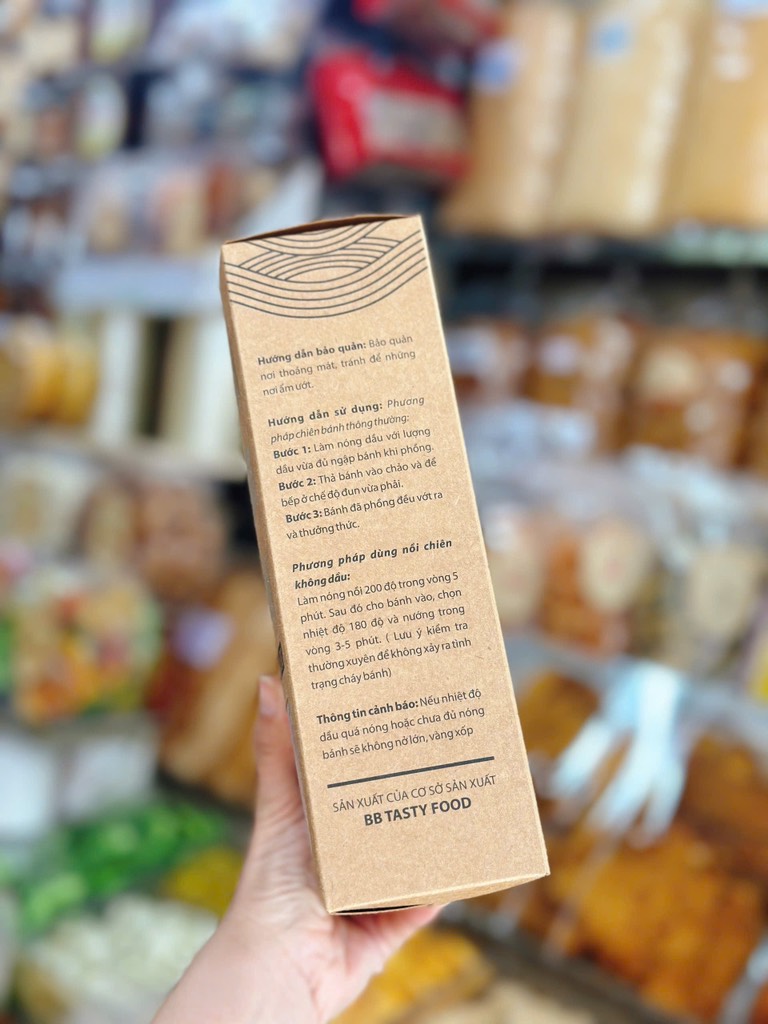 Hướng dẫn bảo quản: Bảo quản
nơi thoáng mát, tránh để những
nơi ẩm ướt.
Hướng dẫn sử dụng: Phương
pháp chiên bánh thông thường:
Bước 1: Làm nóng dầu với lượng
dầu vừa đủ ngập bánh khi phồng.
Bước 2: Thả bánh vào chảo và để
bếp ở chế độ đun vừa phải.
Bước 3: Bánh đã phồng đều vớt ra
và thưởng thức.
Phương pháp dùng nồi chiên
không dầu:
Làm nóng nồi 200 độ trong vòng 5
phút. Sau đó cho bánh vào, chọn
nhiệt độ 180 độ và nướng trong
vòng 3-5 phút. ( Lưu ý kiểm tra
thường xuyên để không xảy ra tình
trạng cháy bánh)
Thông tin cảnh báo: Nếu nhiệt độ
dầu quá nóng hoặc chưa đủ nóng
bánh sẽ không nở lớn, vàng xốp
SẢN XUẤT CỦA CƠ SỞ SẢN XUẤT
BB TASTY FOOD